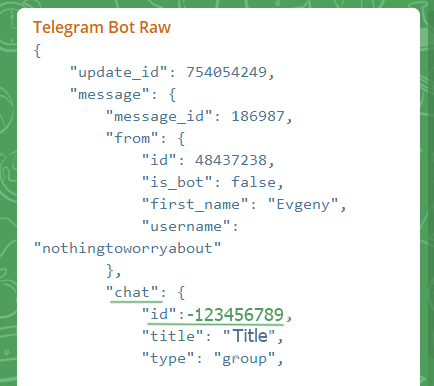 Telegram Bot Raw
{
    "update_id": 754054249,
    "message": {
        "message_id": 186987,
        "from": {
            "id": 48437238,
            "is_bot": false,
            "first_name": "Evgeny",
            "username":
"nothingtoworryabout"
        },
        "chat": {
            "id":-123456789,
            "title": "Title",
            "type": "group",